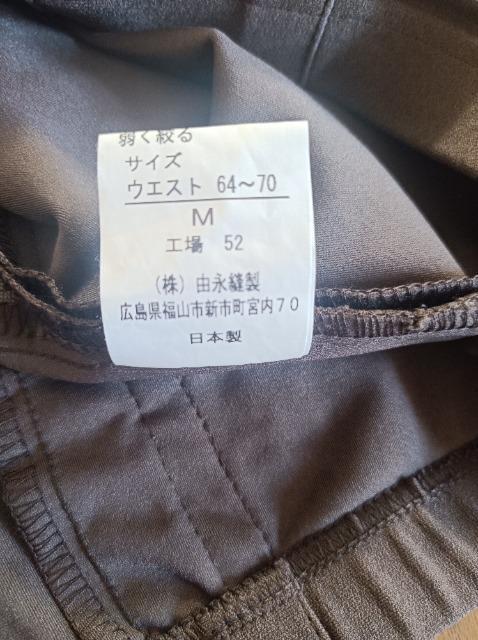 弱く絞る
サイズ
ウエスト 64～70
M
工場 52
(株) 由永縫製
広島県福山市新市町宮内70
日本製